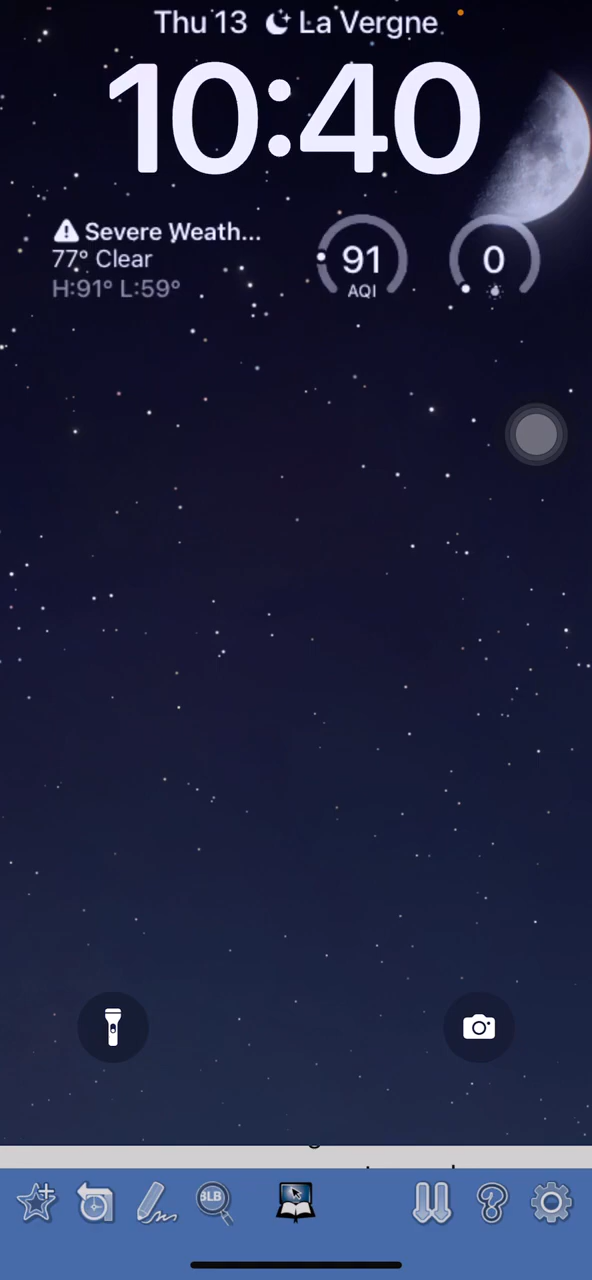 Thu 13 La Vergne
10:40
Severe Weath...
77° Clear
H:91° L:59°
91
AQI
0
BLB